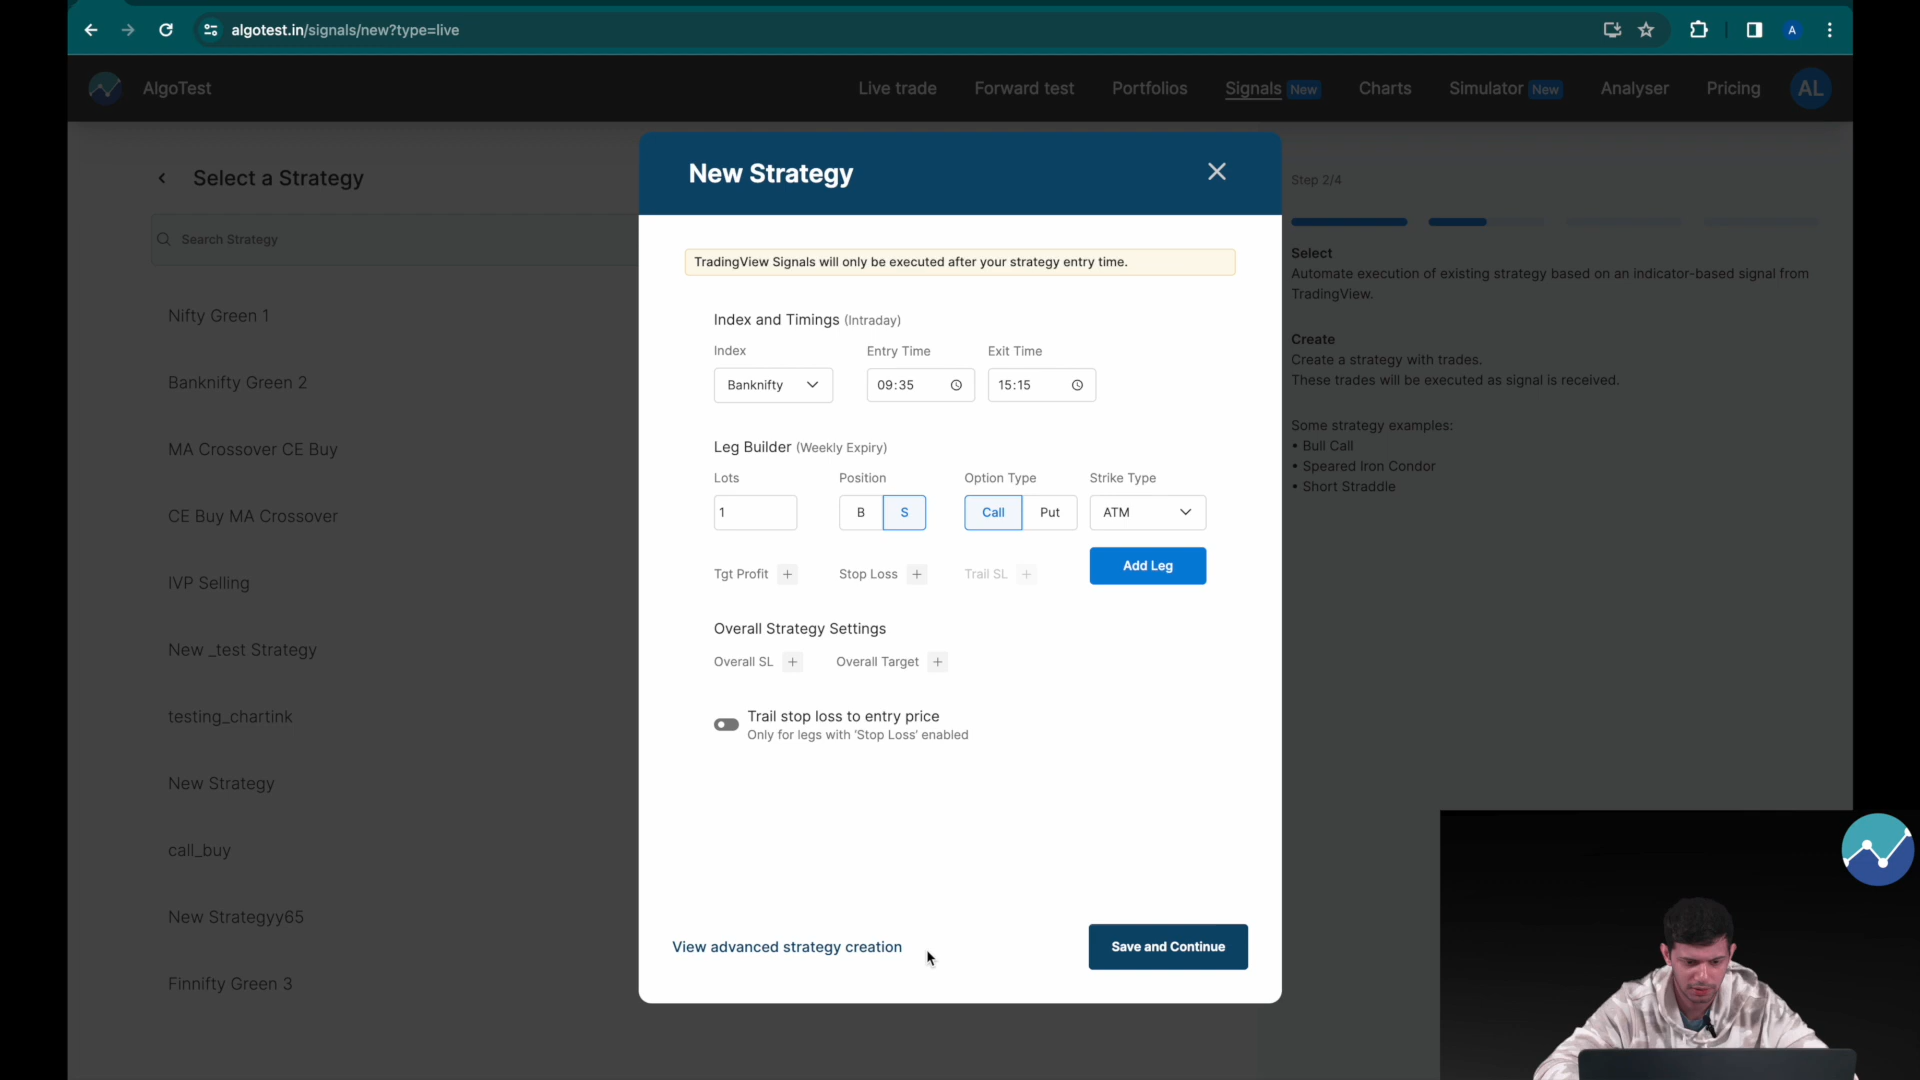 algotest.in/signals/new?type=live
A
AlgoTest
Live trade
Forward test
Portfolios
Signals New
Charts
Simulator New
Analyser
Pricing
AL
Select a Strategy
Search Strategy
Nifty Green 1
Banknifty Green 2
MA Crossover CE Buy
CE Buy MA Crossover
IVP Selling
New _test Strategy
testing_chartink
New Strategy
call_buy
New Strategyy65
Finnifty Green 3
New Strategy
TradingView Signals will only be executed after your strategy entry time.
Index and Timings (Intraday)
Index
Entry Time
Exit Time
Banknifty
09:35
15:15
Leg Builder (Weekly Expiry)
Lots
Position
Option Type
Strike Type
1
B
S
Call
Put
ATM
Tgt Profit +
Stop Loss +
Trail SL +
Add Leg
Overall Strategy Settings
Overall SL +
Overall Target +
Trail stop loss to entry price
Only for legs with 'Stop Loss' enabled
View advanced strategy creation
Save and Continue
Step 2/4
Select
Automate execution of existing strategy based on an indicator-based signal from
TradingView.
Create
Create a strategy with trades.
These trades will be executed as signal is received.
Some strategy examples:
• Bull Call
• Speared Iron Condor
• Short Straddle